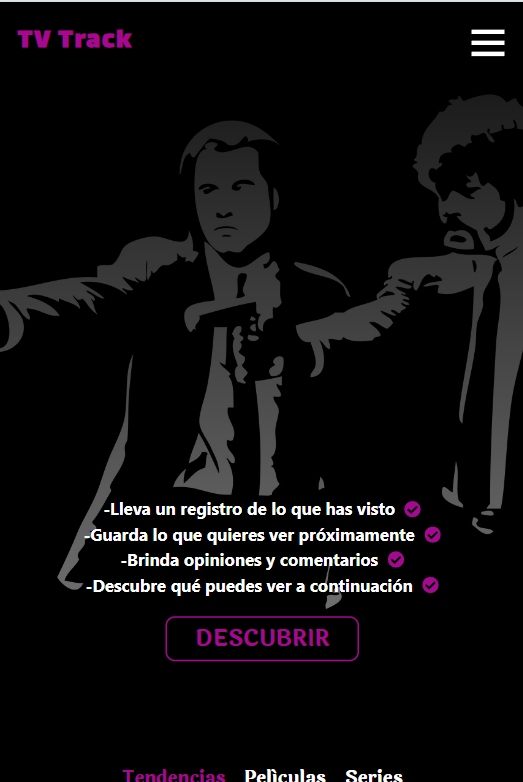 TV Track
-Lleva un registro de lo que has visto
-Guarda lo que quieres ver próximamente
-Brinda opiniones y comentarios
-Descubre qué puedes ver a continuación
DESCUBRIR
Tendencias Pelìculas Series